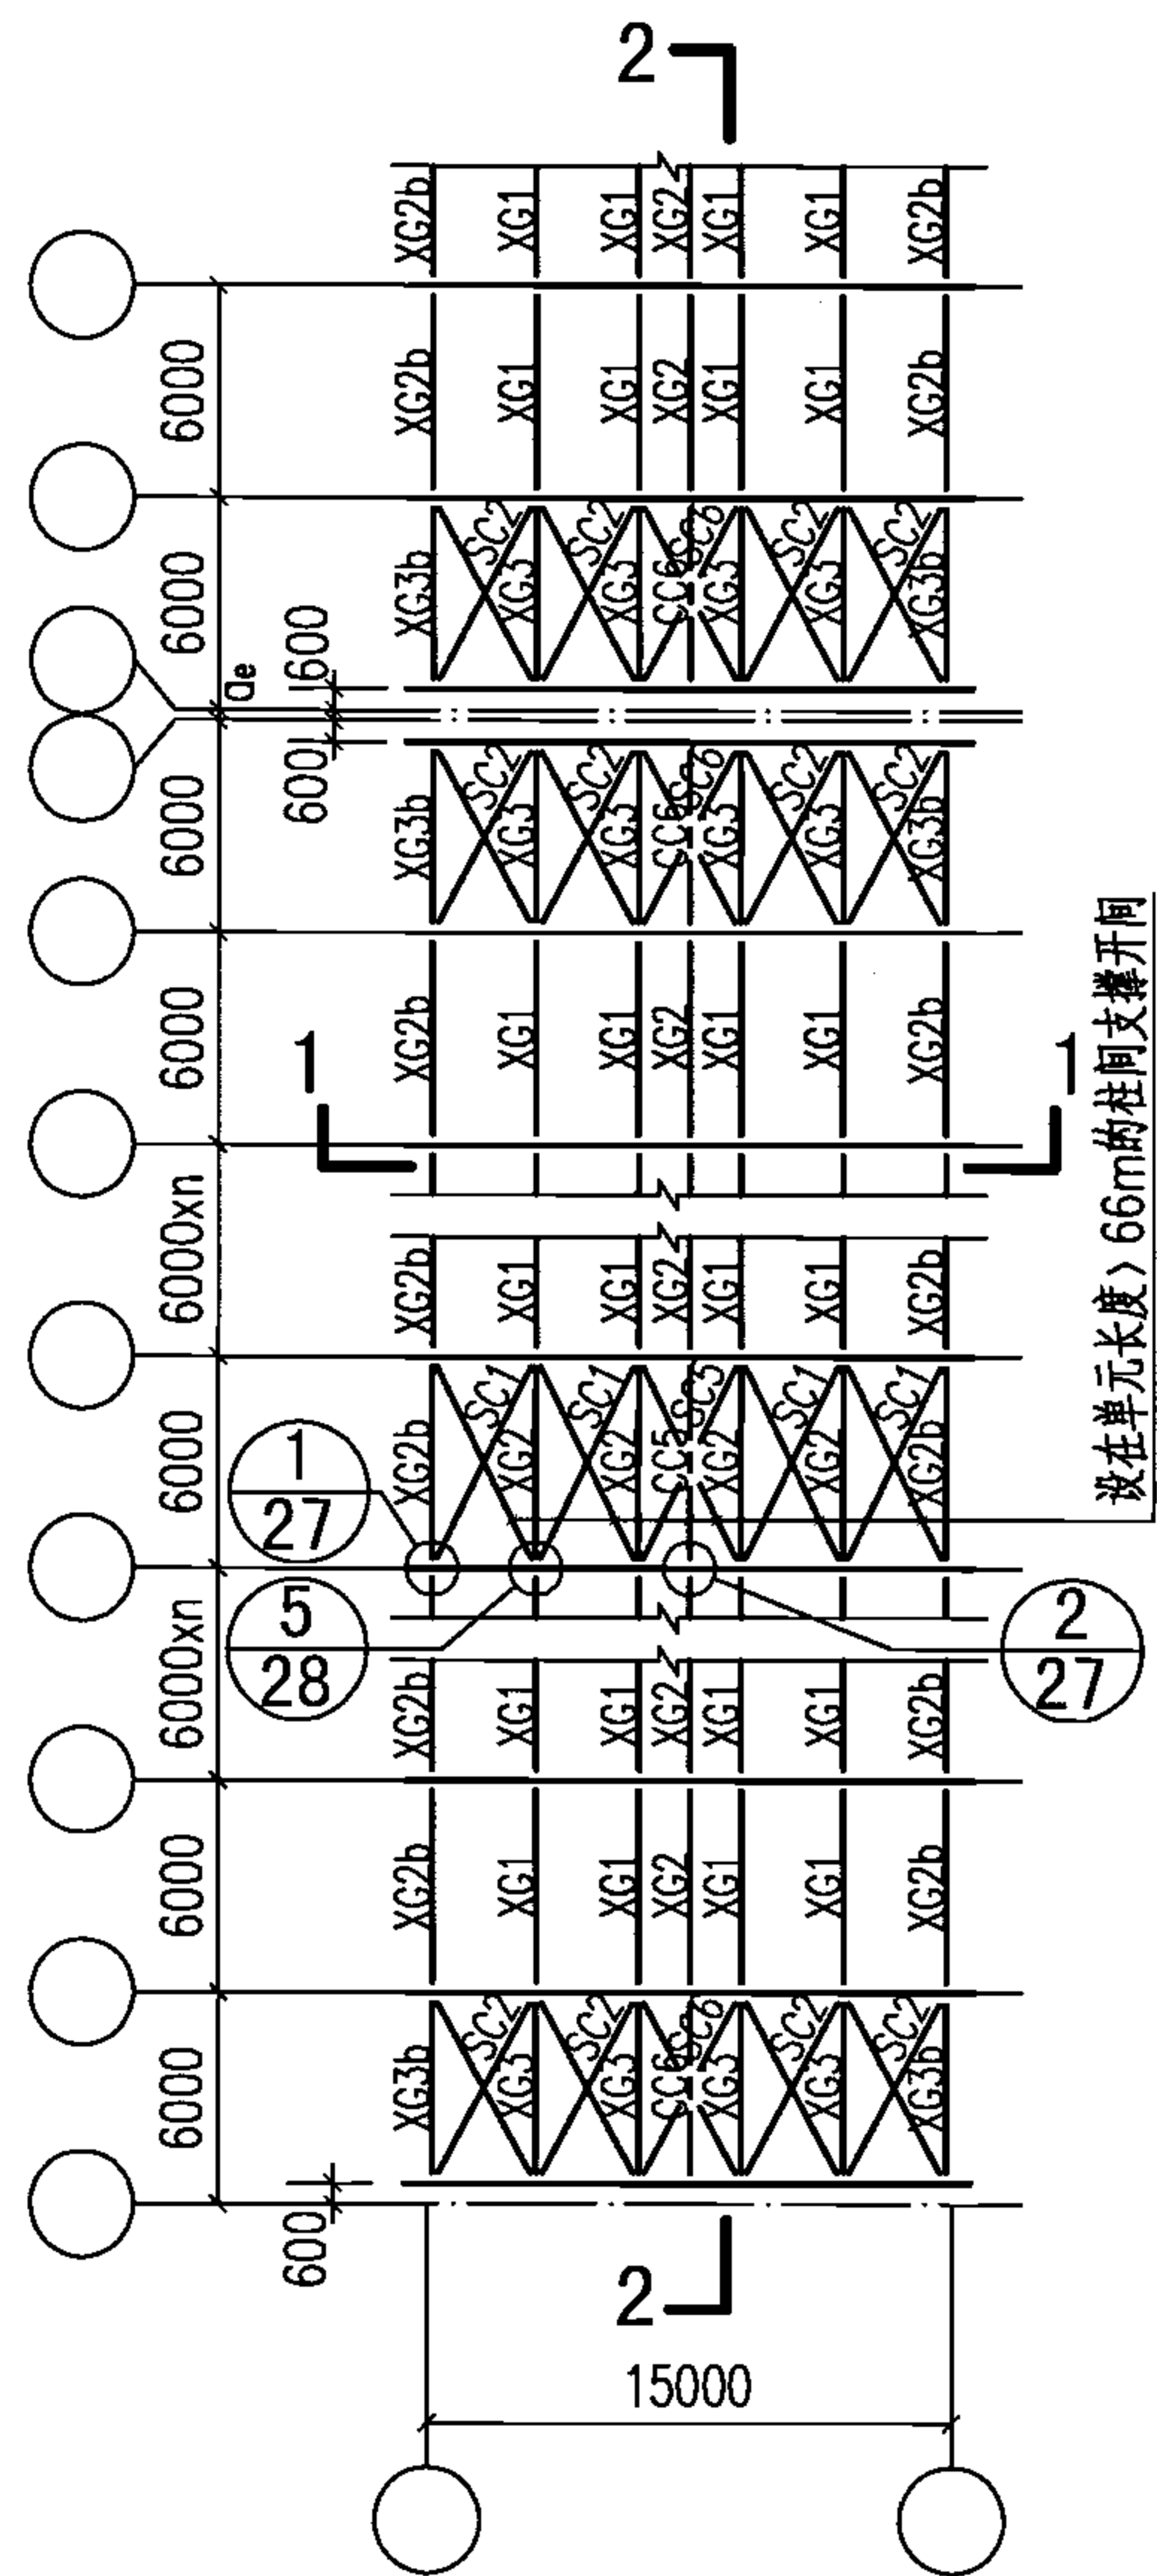 2
XG2b XG1 XG1 XG2 XG1 XG1 XG2b
6000 XG2b XG1 XG1 XG2 XG1 XG1 XG2b
SC2 SC2 SC6 SC2 SC2
6000 XG3b XG3 XG3 CC6 XG3 XG3 XG3b
ae 600
600
SC2 SC2 SC6 SC2 SC2
6000 XG3b XG3 XG3 CC6 XG3 XG3 XG3b
6000 XG2b XG1 XG1 XG2 XG1 XG1 XG2b
1 1
设在单元长度>66m的柱间支撑开间
6000xn XG2b XG1 XG1 XG2 XG1 XG1 XG2b
SC1 SC1 SC5 SC1 SC1
6000 XG2b XG2 XG2 CC5 XG2 XG2 XG2b
1
27
5
28
2
27
6000xn XG2b XG1 XG1 XG2 XG1 XG1 XG2b
6000 XG2b XG1 XG1 XG2 XG1 XG1 XG2b
SC2 SC2 SC6 SC2 SC2
6000 XG3b XG3 XG3 CC6 XG3 XG3 XG3b
600
2
15000